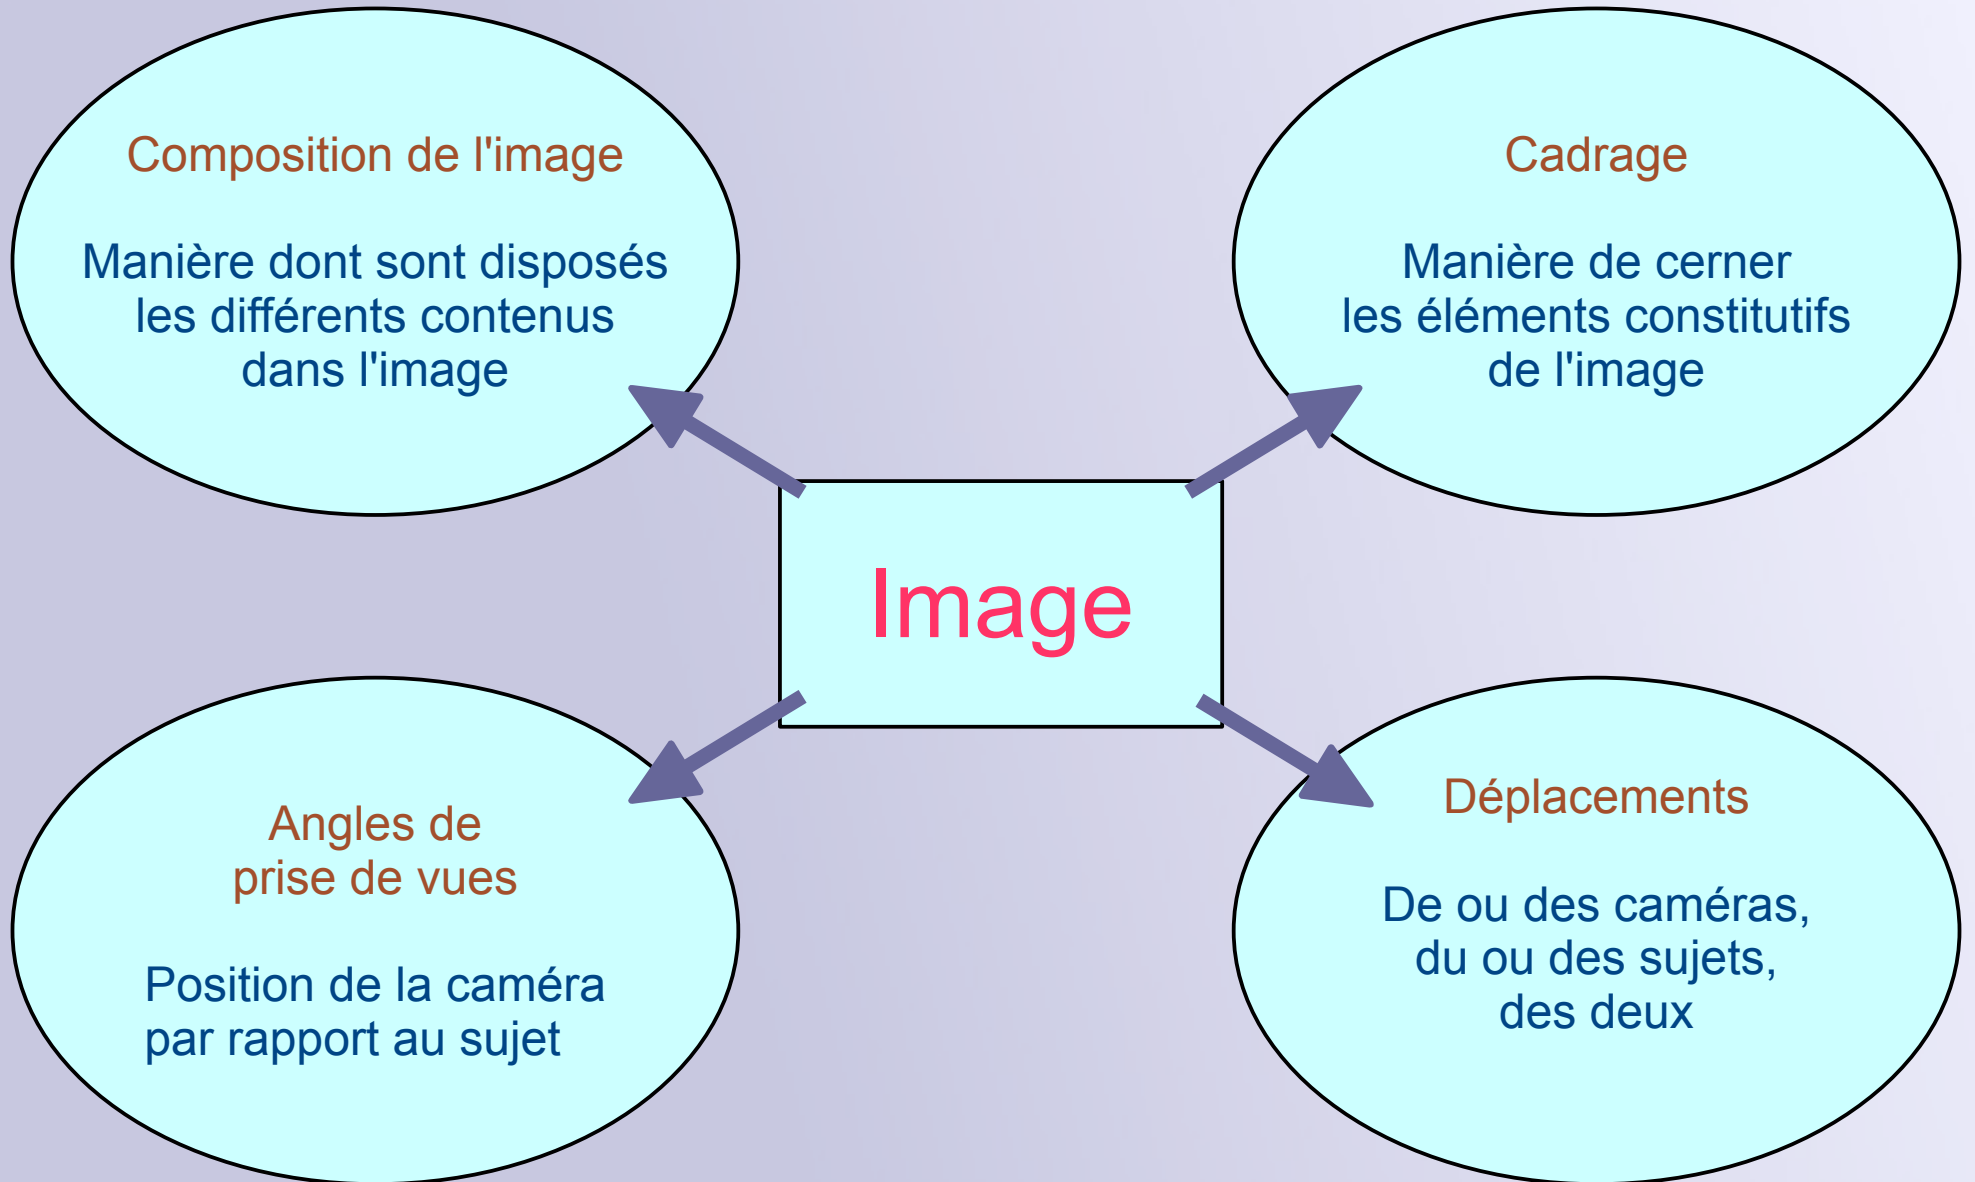 Composition de l'image
Manière dont sont disposés
les différents contenus
dans l'image
Cadrage
Manière de cerner
les éléments constitutifs
de l'image
Image
Angles de
prise de vues
Position de la caméra
par rapport au sujet
Déplacements
De ou des caméras,
du ou des sujets,
des deux